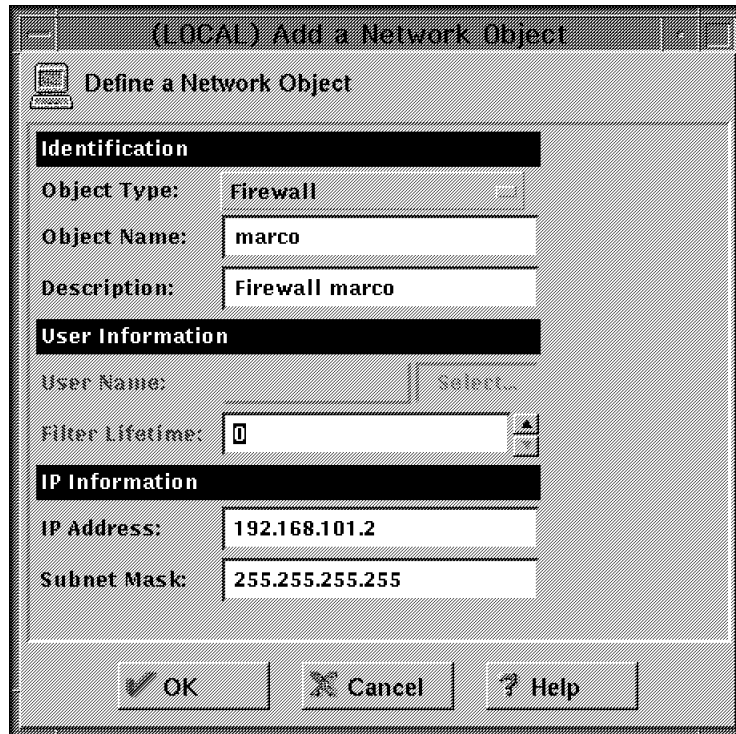 (LOCAL) Add a Network Object
Define a Network Object
Identification
Object Type: Firewall
Object Name: marco
Description: Firewall marco
User Information
User Name: Select...
Filter Lifetime: 0
IP Information
IP Address: 192.168.101.2
Subnet Mask: 255.255.255.255
OK Cancel ? Help